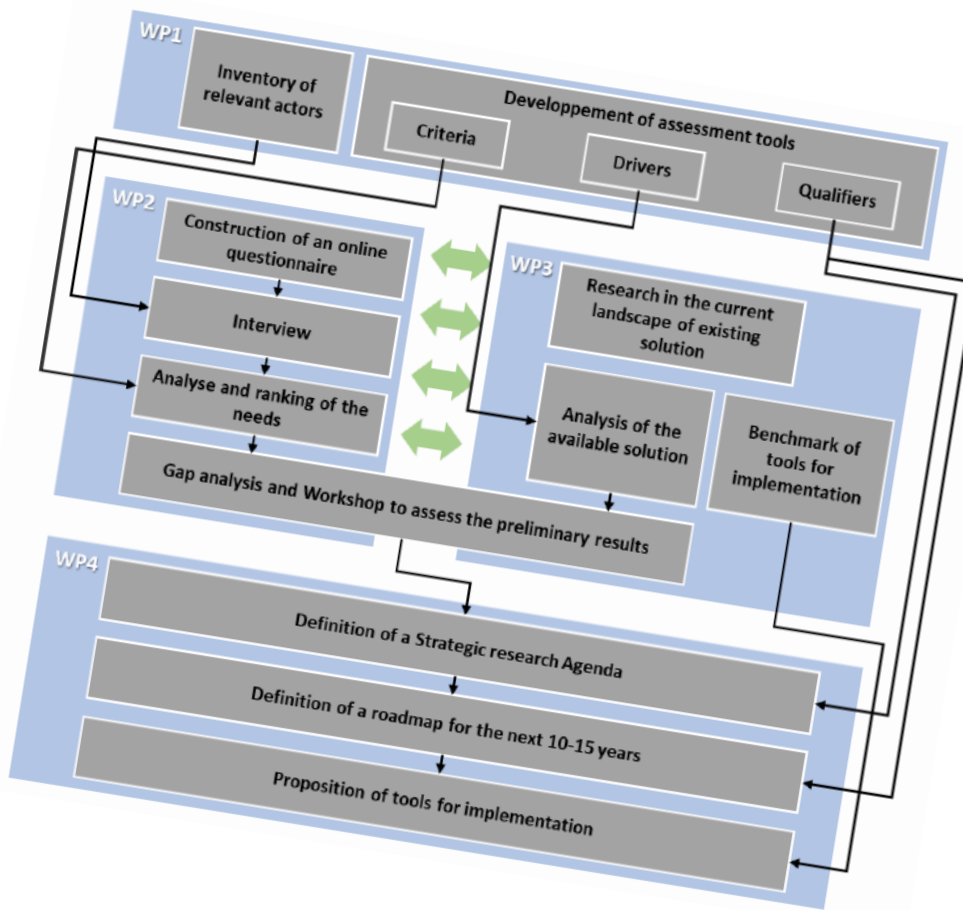 WP1
Inventory of
relevant actors
Developpement of assessment tools
Criteria
Drivers
Qualifiers
WP2
Construction of an online
questionnaire
Interview
Analyse and ranking of the
needs
WP3
Research in the current
landscape of existing
solution
Analysis of the
available solution
Benchmark of
tools for
implementation
Gap analysis and Workshop to assess the preliminary results
WP4
Definition of a Strategic research Agenda
Definition of a roadmap for the next 10-15 years
Proposition of tools for implementation